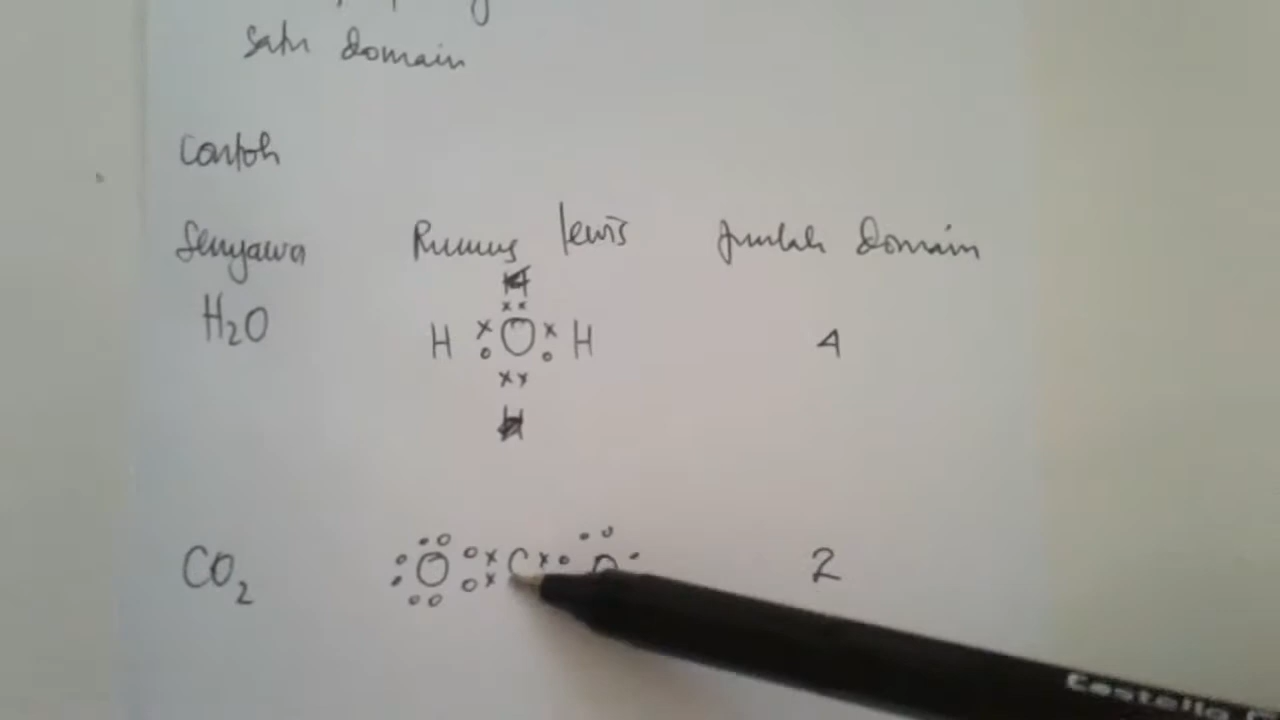 satu domain
Contoh
Senyawa Rumus lewis Jumlah domain
H
H2O H O H 4
H
CO2 O C O 2